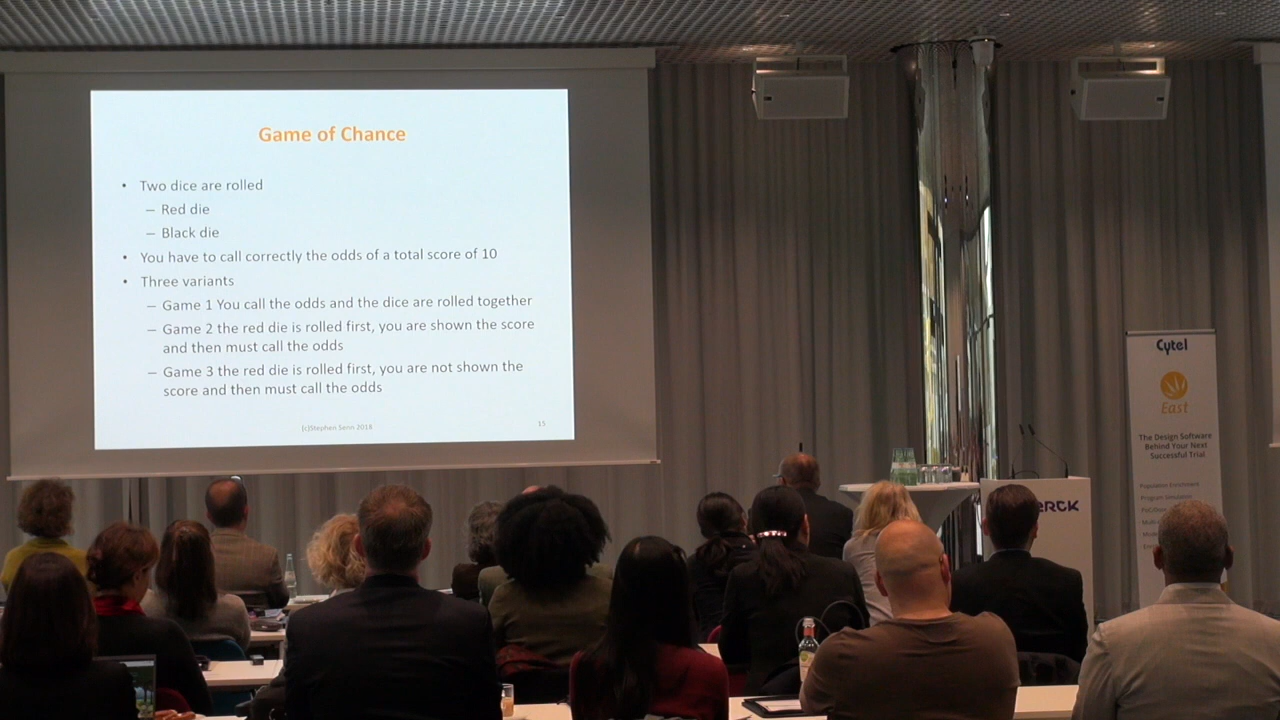 Game of Chance
• Two dice are rolled
– Red die
– Black die
• You have to call correctly the odds of a total score of 10
• Three variants
– Game 1 You call the odds and the dice are rolled together
– Game 2 the red die is rolled first, you are shown the score
and then must call the odds
– Game 3 the red die is rolled first, you are not shown the
score and then must call the odds
(c)Stephen Senn 2018
15
Cytel
East
The Design Software
Behind Your Next
Successful Trial
Population Enrichment
Program Simulation
ERCK